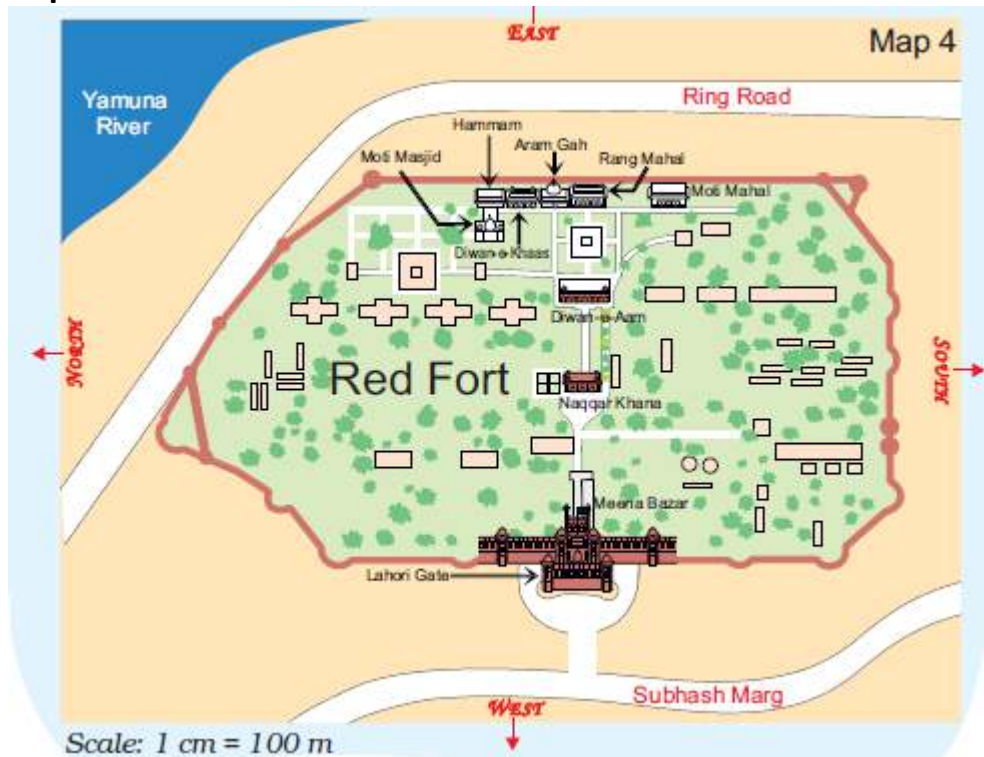 EAST
Map 4
Yamuna
River
Ring Road
Hammam
Aram Gah
Moti Masjid
Rang Mahal
Moti Mahal
Diwan-e-Khaas
Diwan-e-Aam
NORTH
SOUTH
Red Fort
Naqqar Khana
Meena Bazar
Lahori Gate
Subhash Marg
WEST
Scale: 1 cm = 100 m